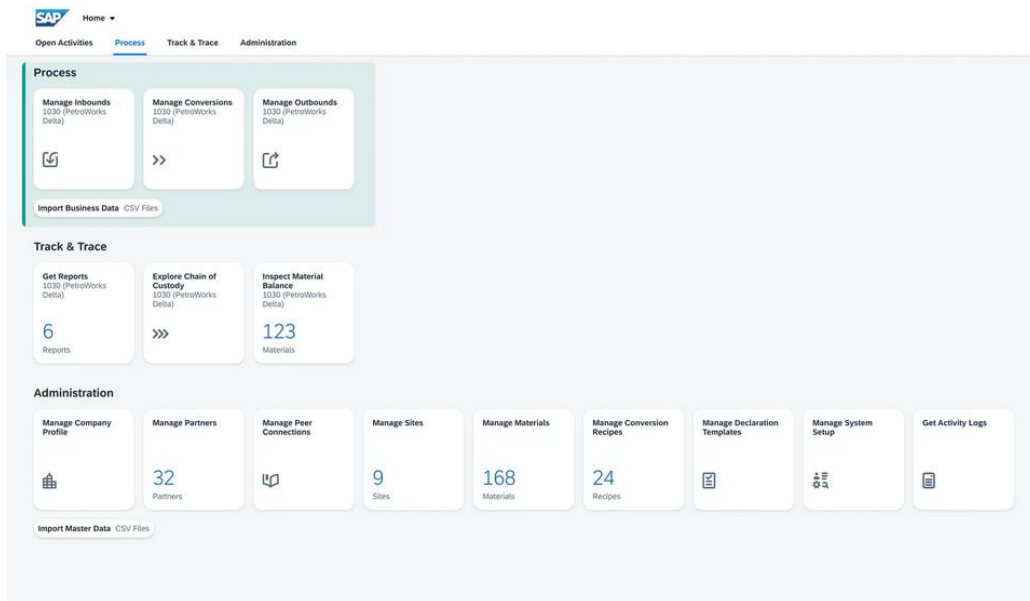 SAP Home
Open Activities Process Track & Trace Administration
Process
Manage Inbounds
1030 (PetroWorks
Delta)
Manage Conversions
1030 (PetroWorks
Delta)
Manage Outbounds
1030 (PetroWorks
Delta)
Import Business Data CSV Files
Track & Trace
Get Reports
1030 (PetroWorks
Delta)
6
Reports
Explore Chain of
Custody
1030 (PetroWorks
Delta)
Inspect Material
Balance
1030 (PetroWorks
Delta)
123
Materials
Administration
Manage Company
Profile
Manage Partners
32
Partners
Manage Peer
Connections
Manage Sites
9
Sites
Manage Materials
168
Materials
Manage Conversion
Recipes
24
Recipes
Manage Declaration
Templates
Manage System
Setup
Get Activity Logs
Import Master Data CSV Files